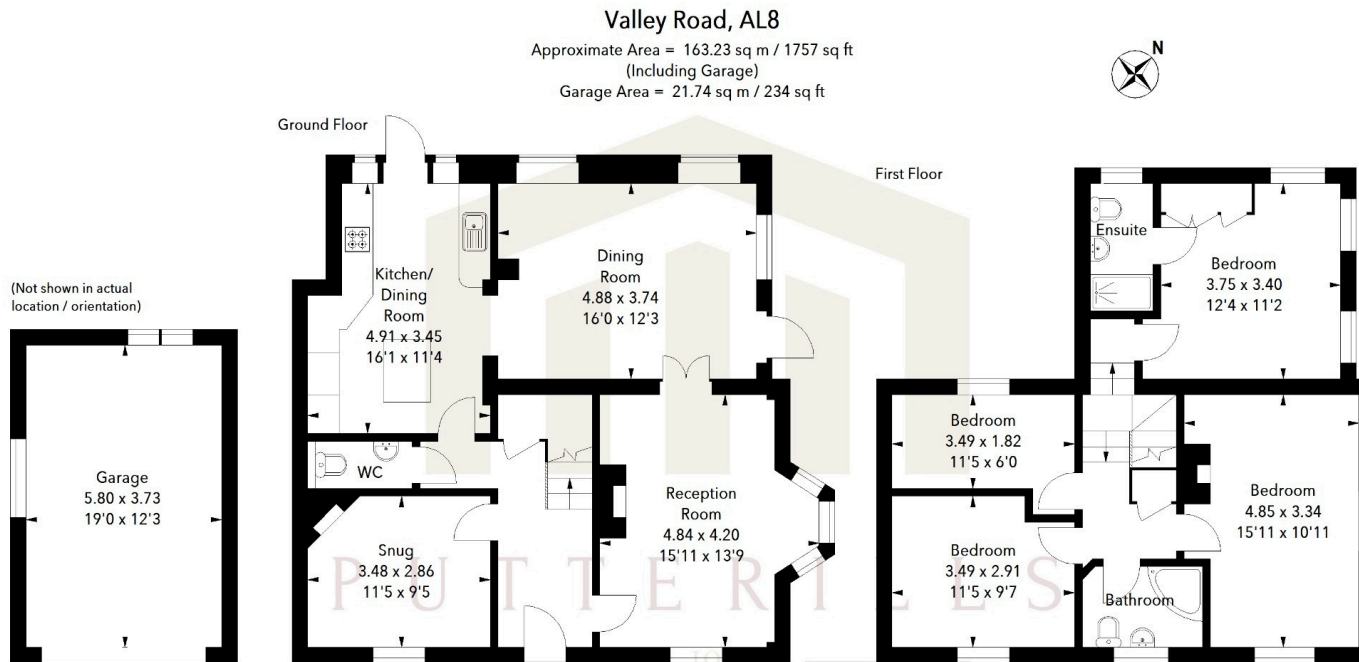 Valley Road, AL8
Approximate Area = 163.23 sq m / 1757 sq ft
(Including Garage)
Garage Area = 21.74 sq m / 234 sq ft
N
Ground Floor
First Floor
(Not shown in actual
location / orientation)
Garage
5.80 x 3.73
19'0 x 12'3
Kitchen/
Dining
Room
4.91 x 3.45
16'1 x 11'4
Dining
Room
4.88 x 3.74
16'0 x 12'3
WC
Snug
3.48 x 2.86
11'5 x 9'5
Reception
Room
4.84 x 4.20
15'11 x 13'9
Ensuite
Bedroom
3.75 x 3.40
12'4 x 11'2
Bedroom
3.49 x 1.82
11'5 x 6'0
Bedroom
3.49 x 2.91
11'5 x 9'7
Bedroom
4.85 x 3.34
15'11 x 10'11
Bathroom
PUTTERILLS